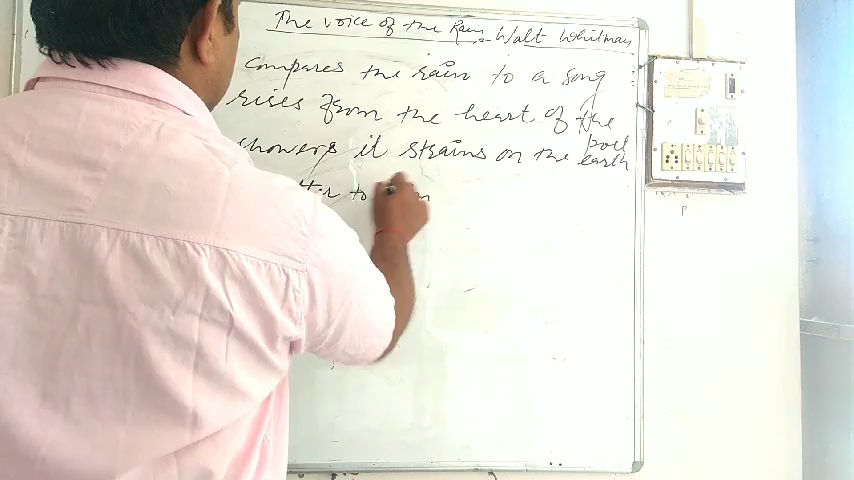 The voice of the Rain - Walt Whitman
compares the rain to a song
rises from the heart of the poet
showers it strains on the earth
to